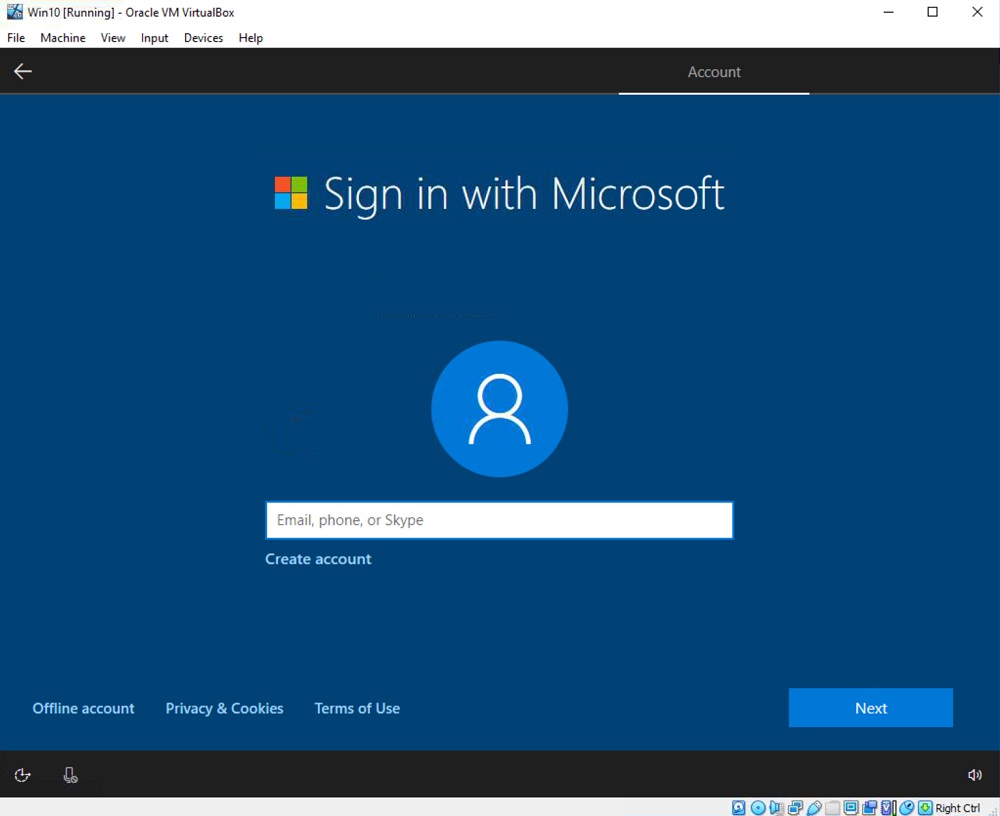 Win10 [Running] - Oracle VM VirtualBox
File Machine View Input Devices Help
Account
Sign in with Microsoft
Email, phone, or Skype
Create account
Offline account Privacy & Cookies Terms of Use Next
Right Ctrl